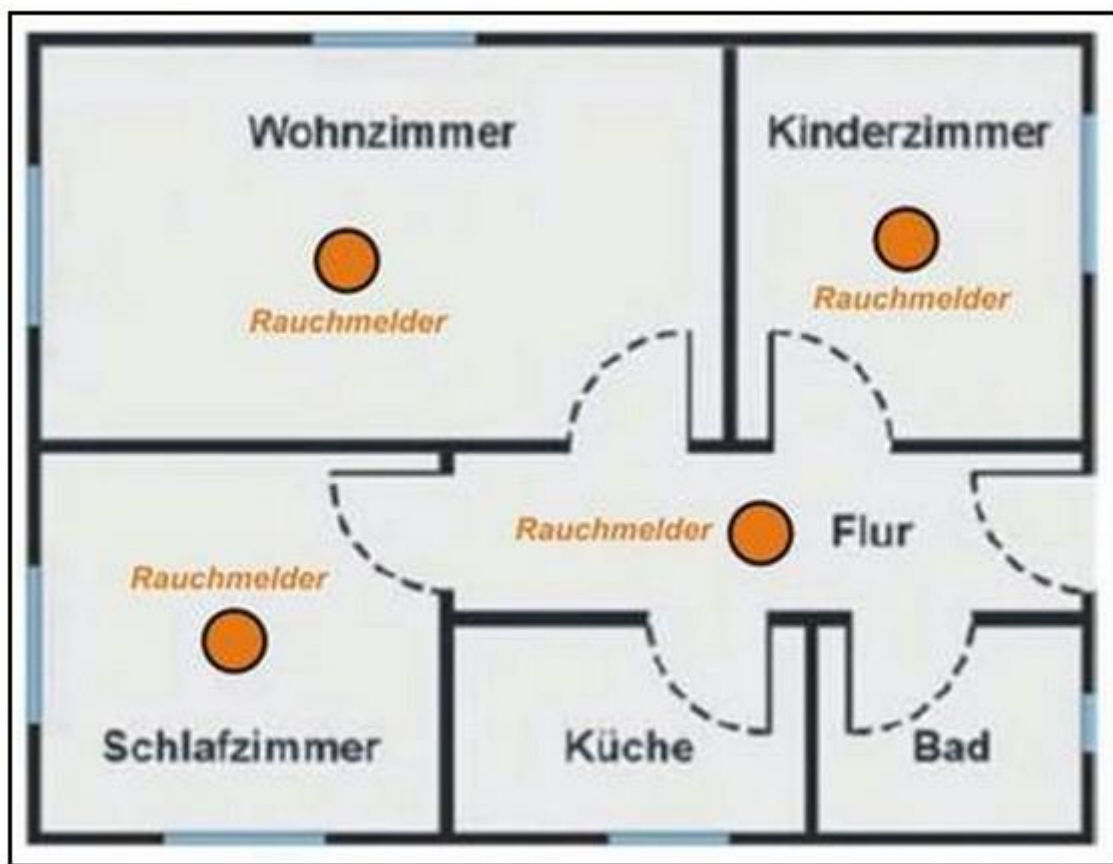 Wohnzimmer
Kinderzimmer
Rauchmelder
Rauchmelder
Rauchmelder
Flur
Rauchmelder
Schlafzimmer
Küche
Bad